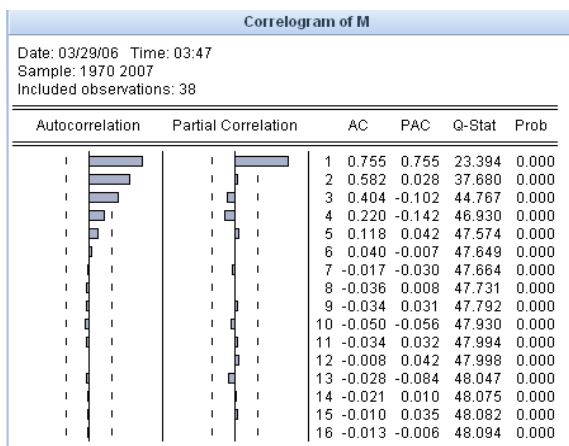 Correlogram of M
Date: 03/29/06 Time: 03:47
Sample: 1970 2007
Included observations: 38
Autocorrelation Partial Correlation AC PAC Q-Stat Prob
1 0.755 0.755 23.394 0.000
2 0.582 0.028 37.680 0.000
3 0.404 -0.102 44.767 0.000
4 0.220 -0.142 46.930 0.000
5 0.118 0.042 47.574 0.000
6 0.040 -0.007 47.649 0.000
7 -0.017 -0.030 47.664 0.000
8 -0.036 0.008 47.731 0.000
9 -0.034 0.031 47.792 0.000
10 -0.050 -0.056 47.930 0.000
11 -0.034 0.032 47.994 0.000
12 -0.008 0.042 47.998 0.000
13 -0.028 -0.084 48.047 0.000
14 -0.021 0.010 48.075 0.000
15 -0.010 0.035 48.082 0.000
16 -0.013 -0.006 48.094 0.000